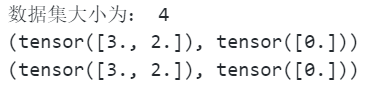 数据集大小为： 4
(tensor([3., 2.]), tensor([0.]))
(tensor([3., 2.]), tensor([0.]))